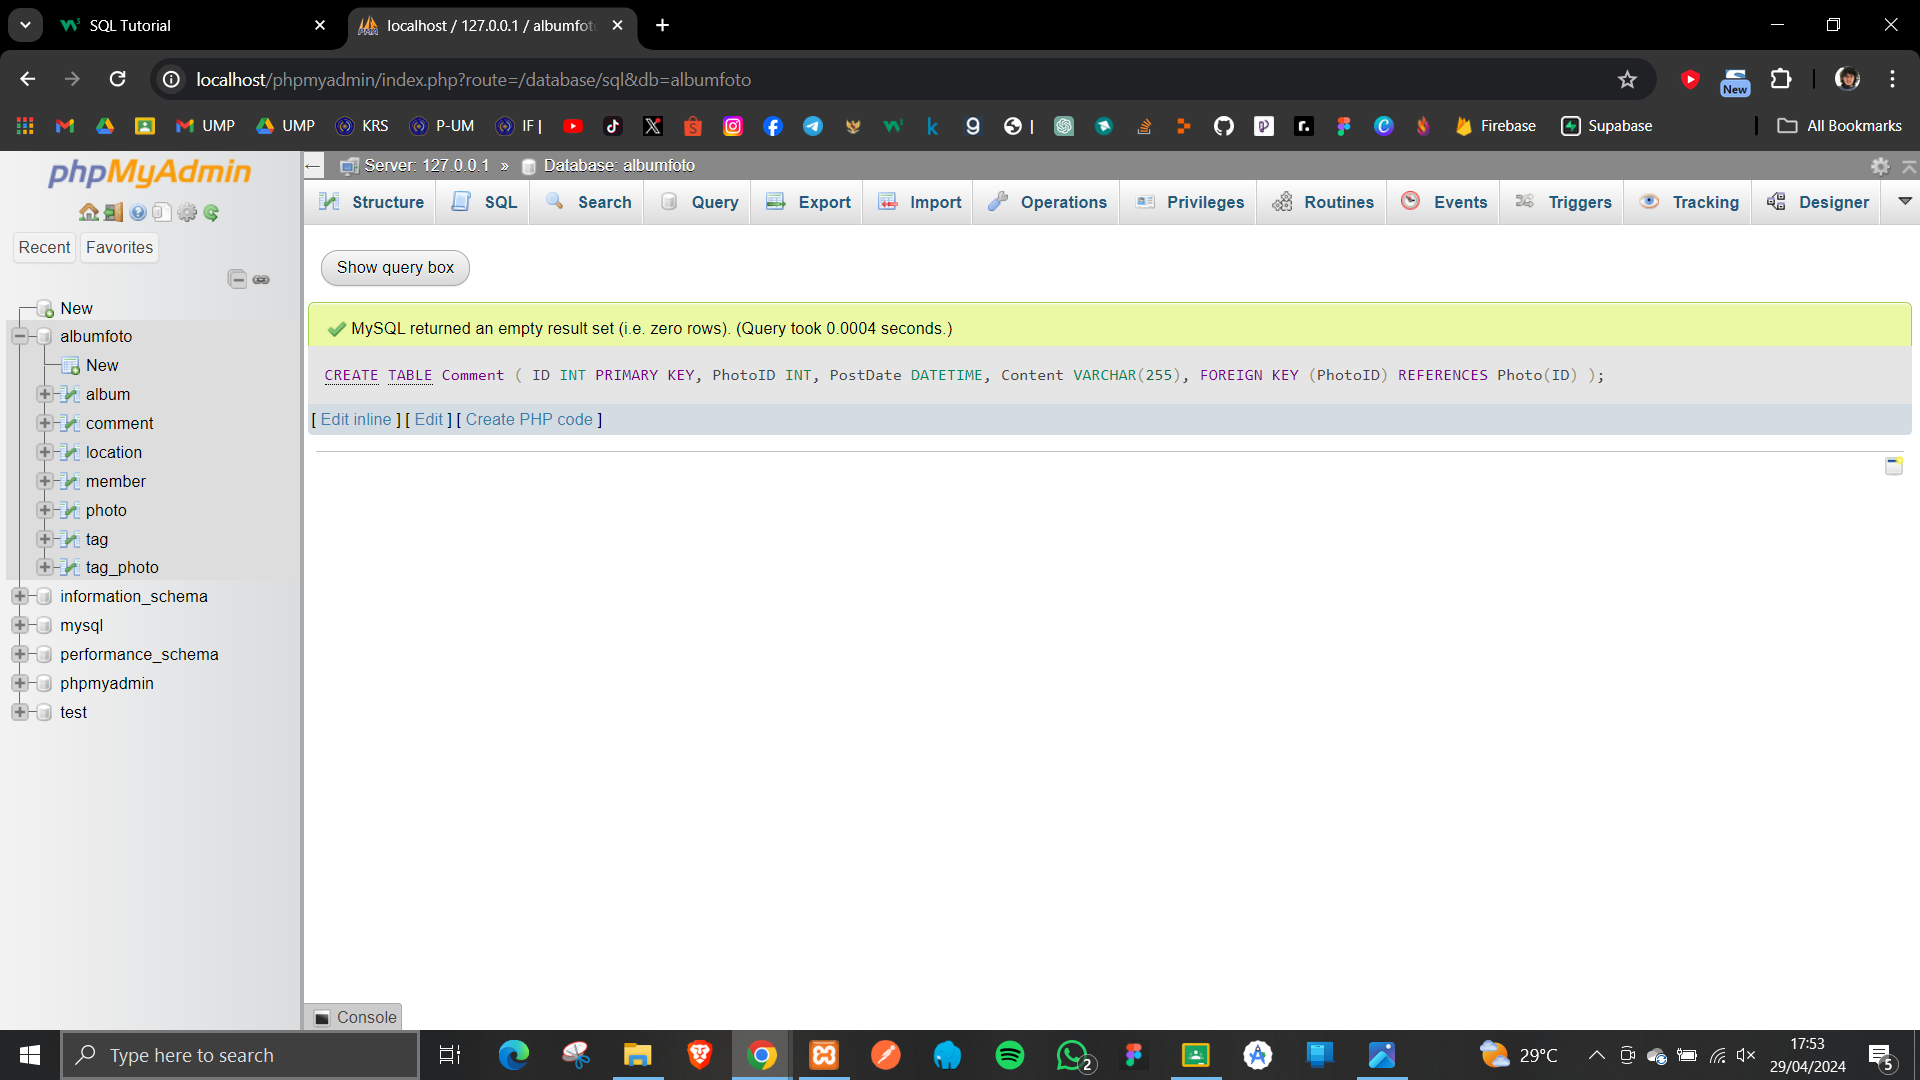 SQL Tutorial
localhost / 127.0.0.1 / albumfoto
localhost/phpmyadmin/index.php?route=/database/sql&db=albumfoto
New
UMP
UMP
KRS
P-UM
IF |
|
Firebase
Supabase
All Bookmarks
phpMyAdmin
Server: 127.0.0.1 » Database: albumfoto
Structure
SQL
Search
Query
Export
Import
Operations
Privileges
Routines
Events
Triggers
Tracking
Designer
Recent
Favorites
New
albumfoto
New
album
comment
location
member
photo
tag
tag_photo
information_schema
mysql
performance_schema
phpmyadmin
test
Show query box
MySQL returned an empty result set (i.e. zero rows). (Query took 0.0004 seconds.)
CREATE TABLE Comment ( ID INT PRIMARY KEY, PhotoID INT, PostDate DATETIME, Content VARCHAR(255), FOREIGN KEY (PhotoID) REFERENCES Photo(ID) );
[ Edit inline ] [ Edit ] [ Create PHP code ]
Console
Type here to search
2
29°C
17:53
29/04/2024
5